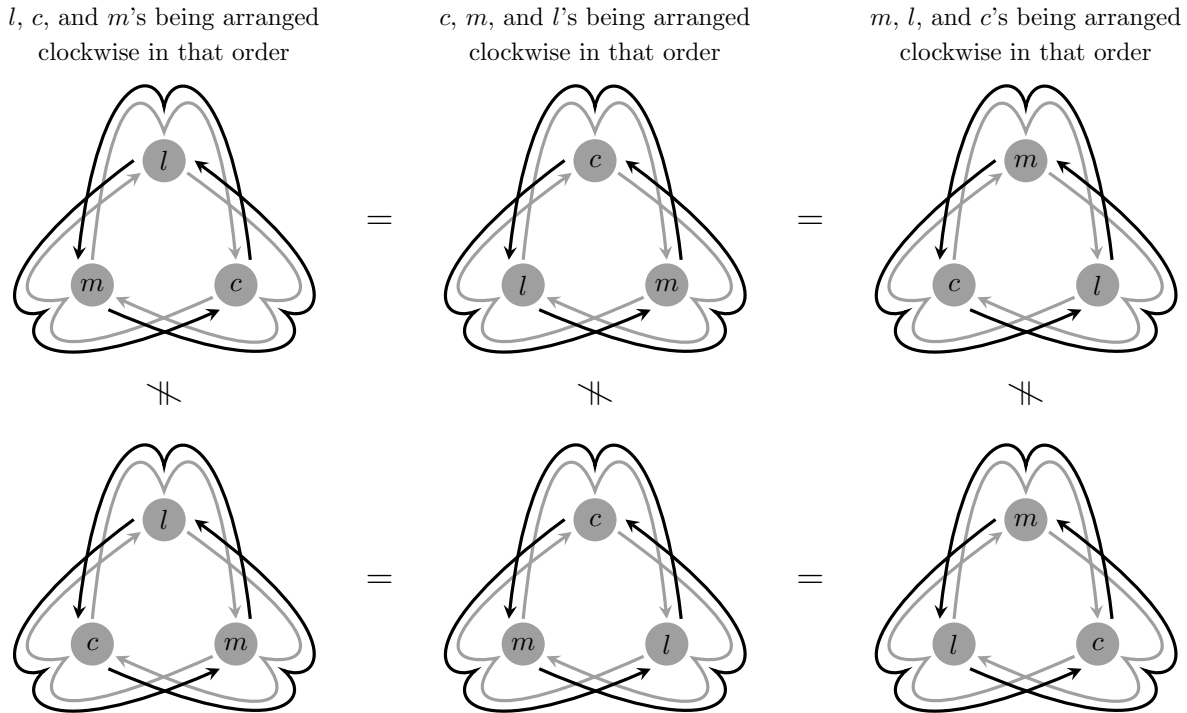 l, c, and m's being arranged
clockwise in that order
c, m, and l's being arranged
clockwise in that order
m, l, and c's being arranged
clockwise in that order
l c m
m c = l m = c l
≠ ≠ ≠
l c m
c m = m l = l c